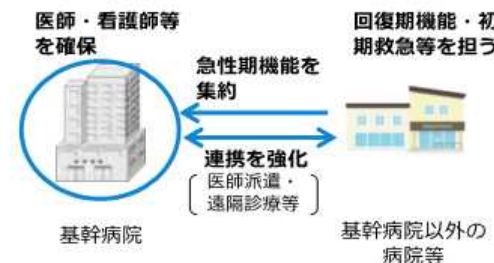 医師・看護師等
を確保
回復期機能・初
期救急等を担う
急性期機能を
集約
連携を強化
医師派遣・
遠隔診療等
基幹病院
基幹病院以外の
病院等